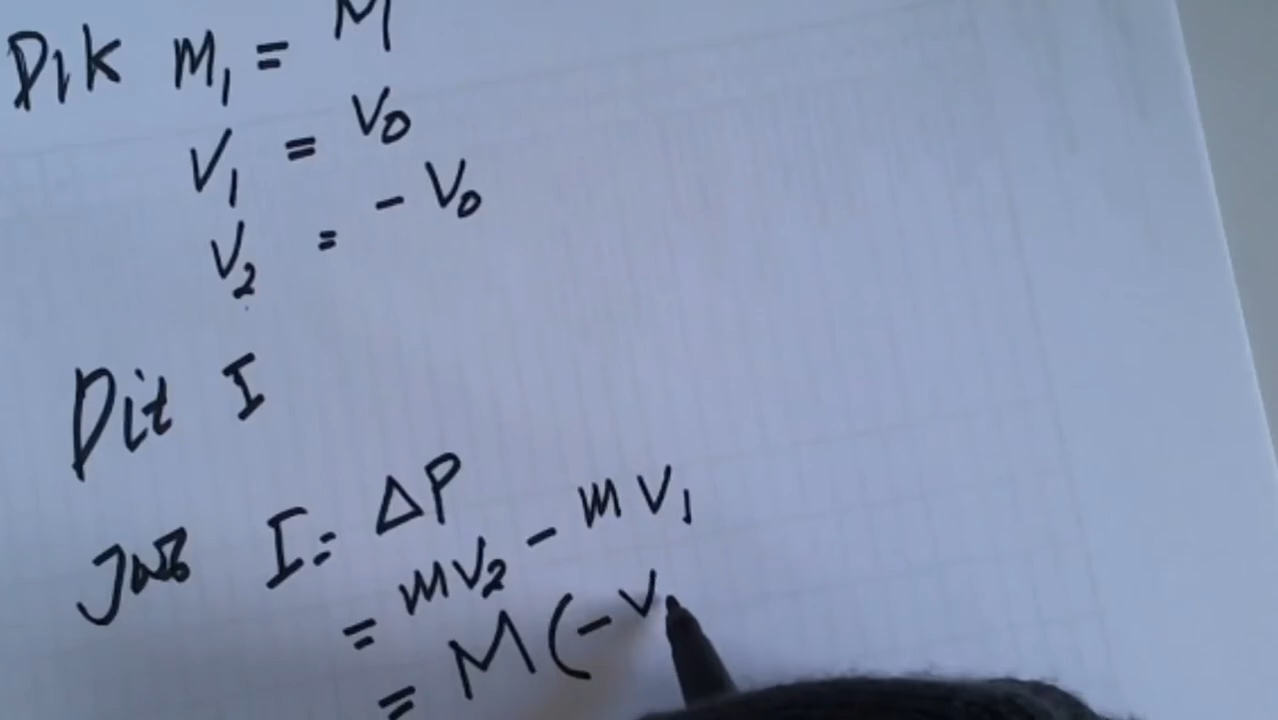 Dik m₁ = M
V₁ = V₀
V₂ = - V₀
Dit I
Jwb I = ΔP
= mV₂ - mV₁
= M(-V